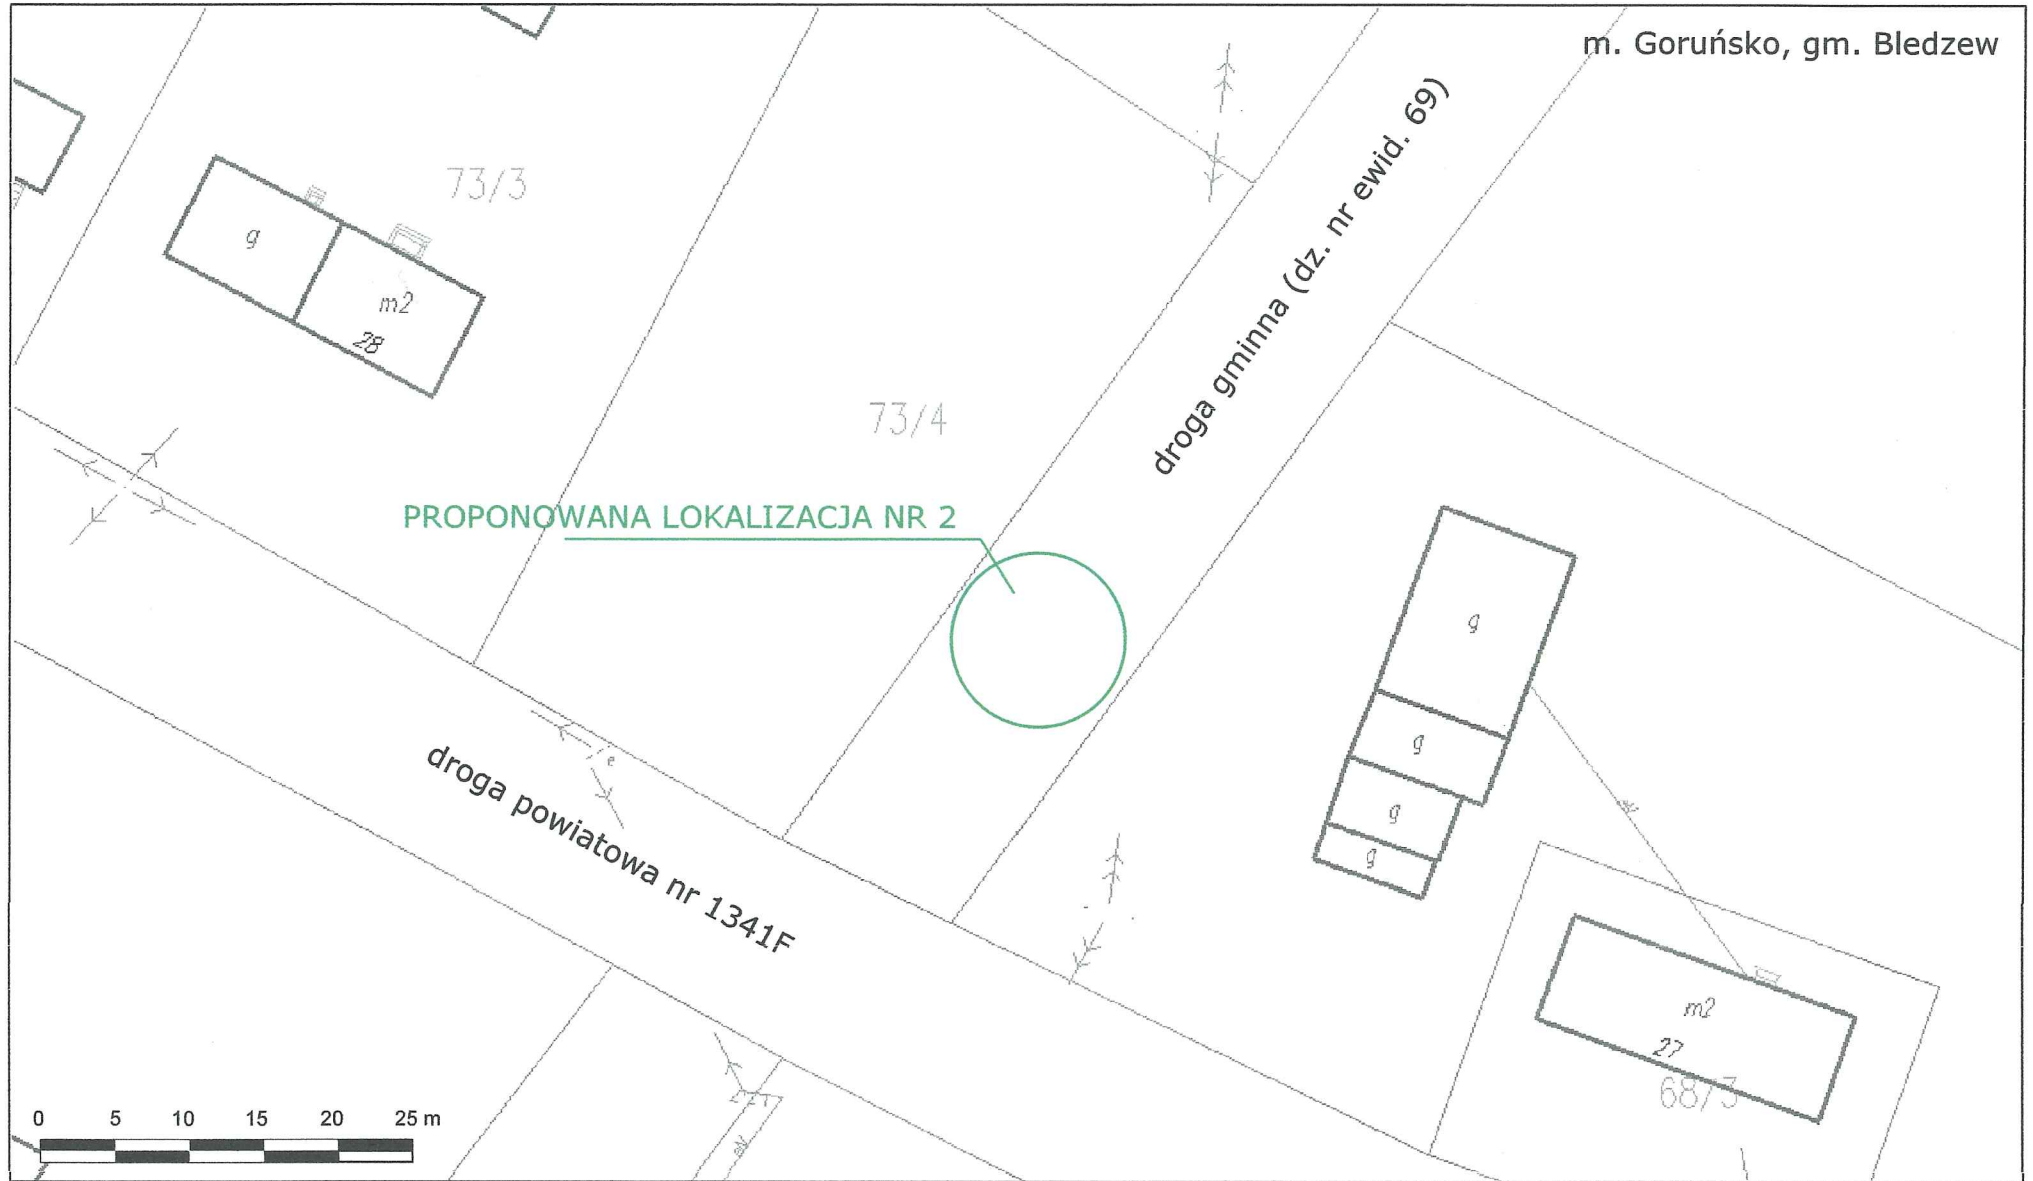 m. Goruńsko, gm. Bledzew
73/3
g
m2
28
droga gminna (dz. nr ewid. 69)
73/4
PROPONOWANA LOKALIZACJA NR 2
g
g
g
g
droga powiatowa nr 1341F
e
m2
27
68/3
0 5 10 15 20 25 m